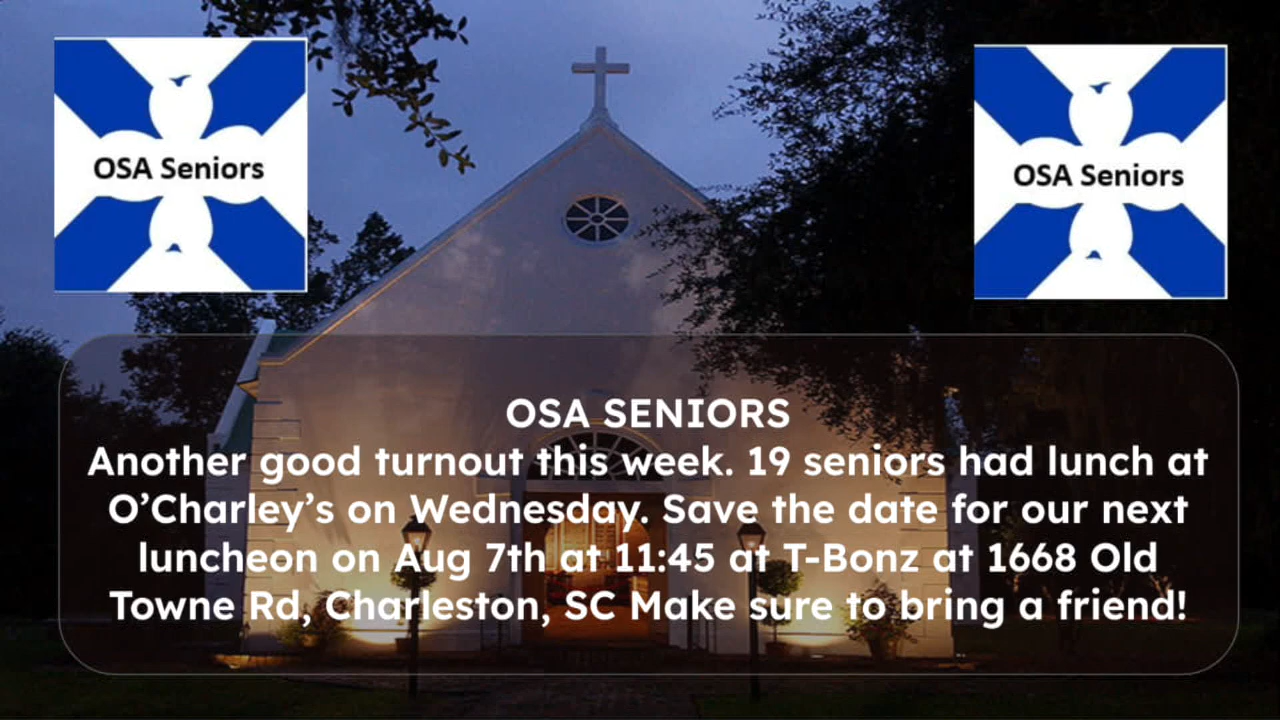 OSA Seniors
OSA Seniors
OSA SENIORS
Another good turnout this week. 19 seniors had lunch at
O’Charley’s on Wednesday. Save the date for our next
luncheon on Aug 7th at 11:45 at T-Bonz at 1668 Old
Towne Rd, Charleston, SC Make sure to bring a friend!